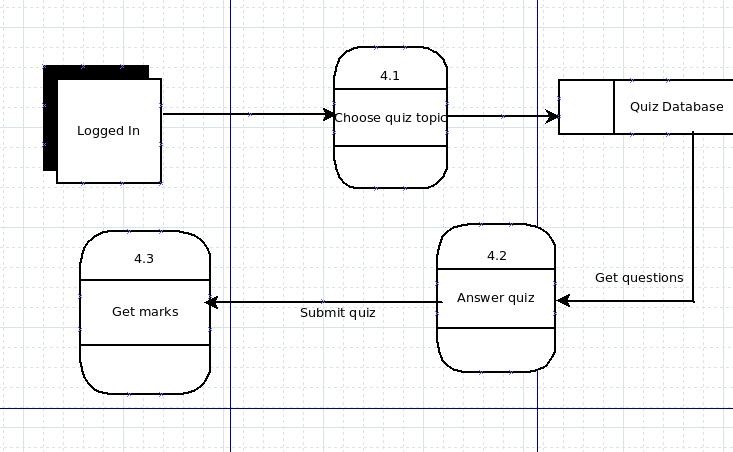 4.1
Logged In
Choose quiz topic
Quiz Database
4.3
4.2
Get questions
Get marks
Answer quiz
Submit quiz